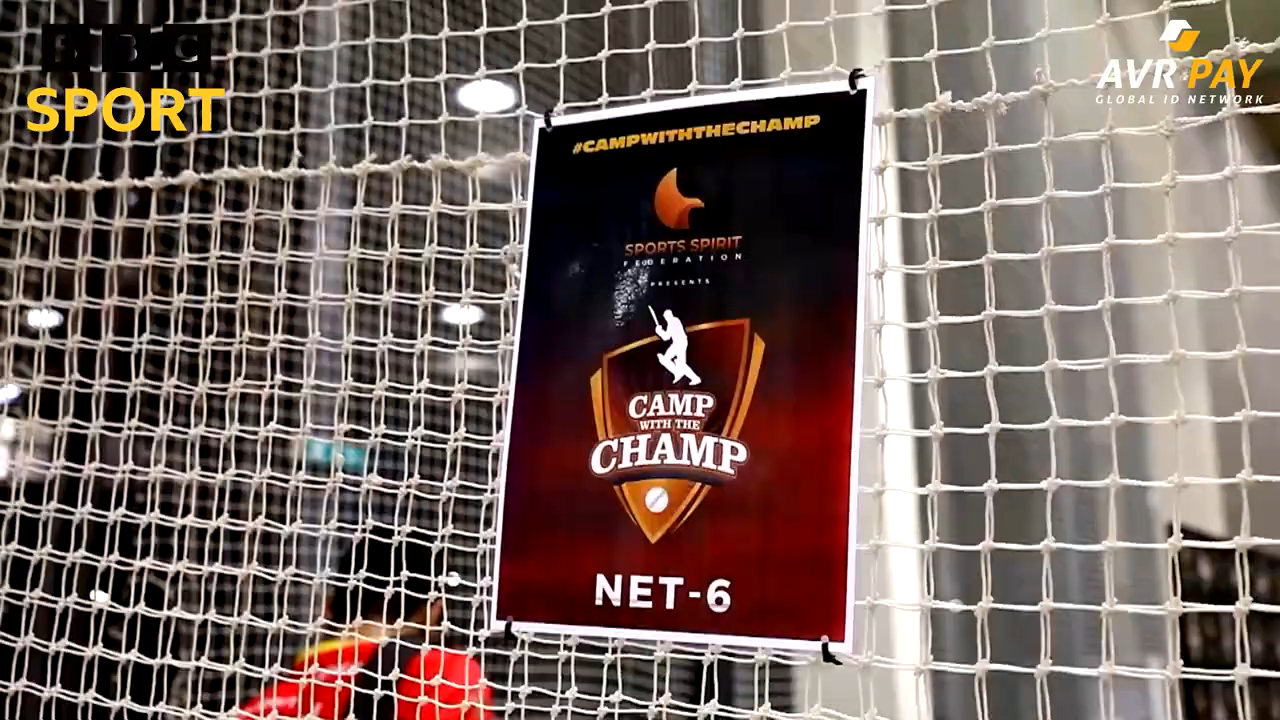 BBC
SPORT
AVR PAY
GLOBAL ID NETWORK
#CAMPWITHTHECHAMP
SPORTS SPIRIT
FEDERATION
PRESENTS
CAMP
WITH THE
CHAMP
NET-6